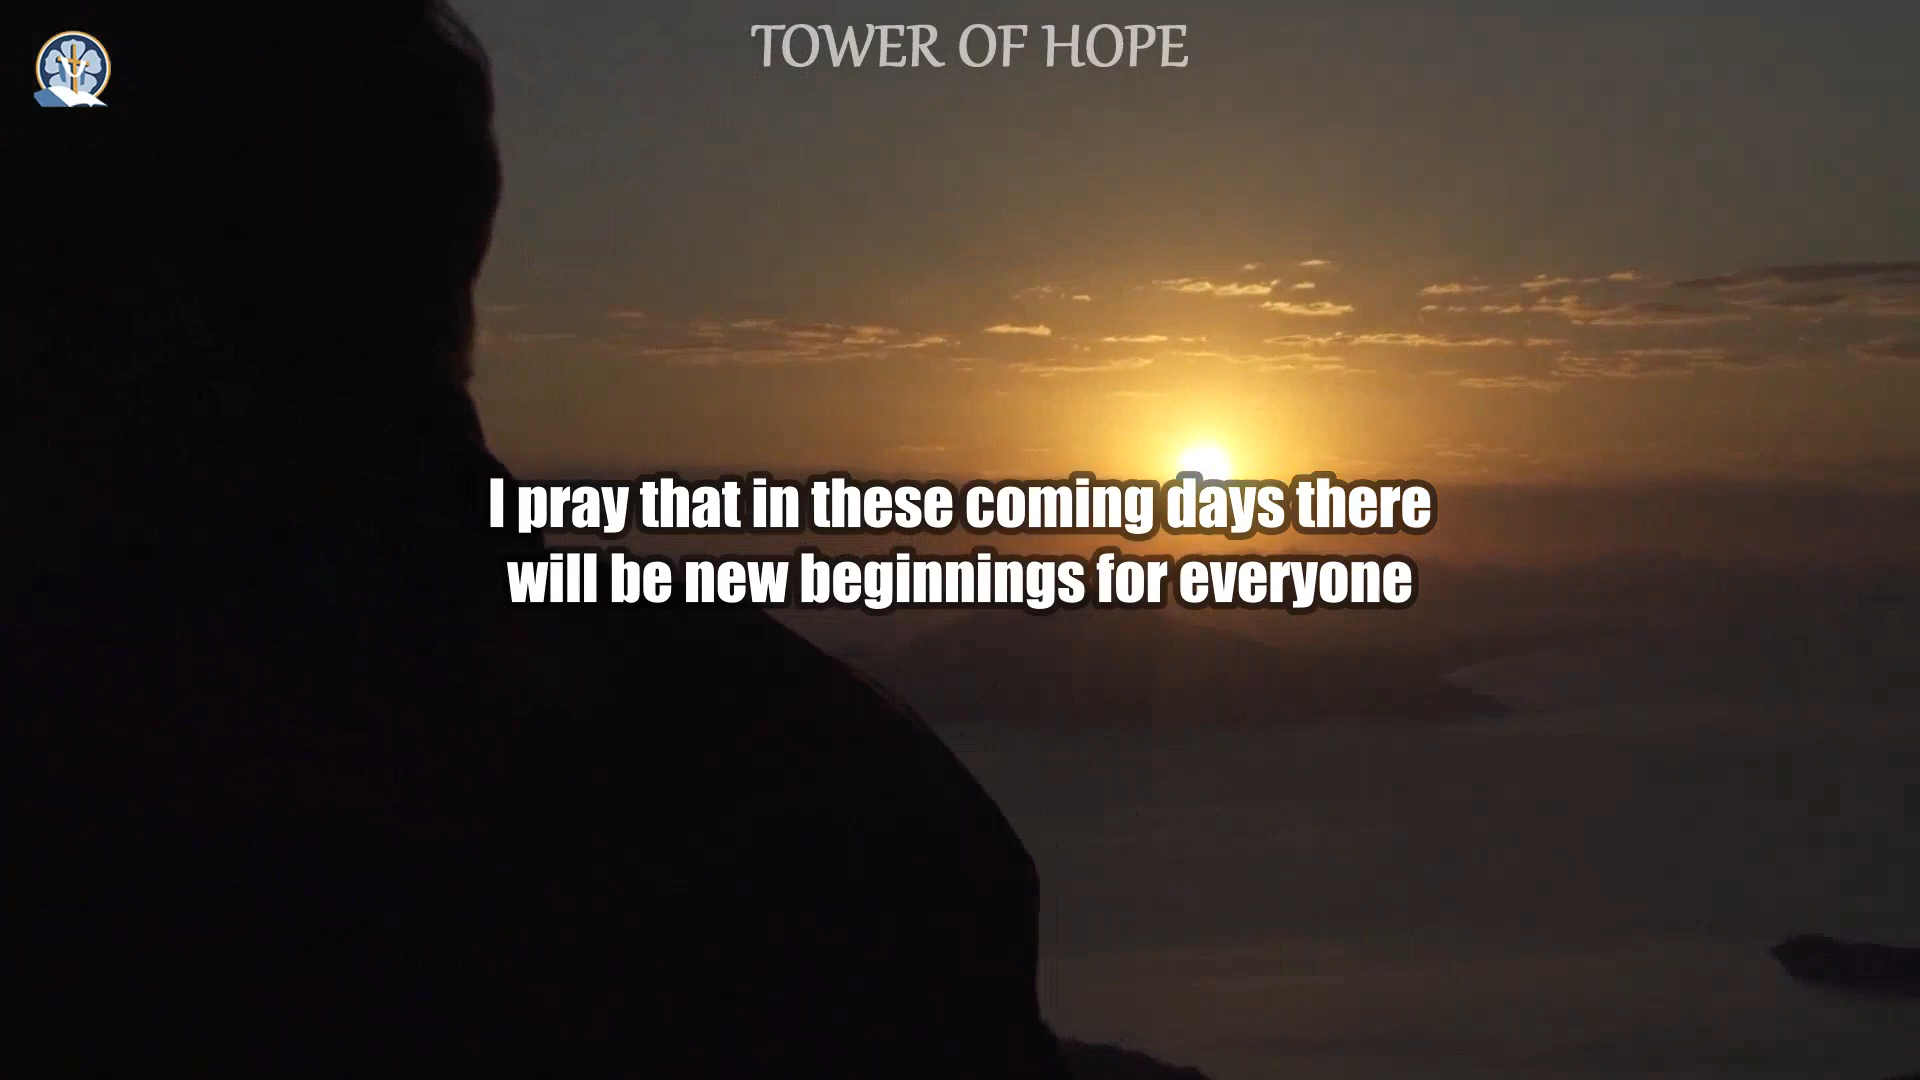 TOWER OF HOPE
I pray that in these coming days there
will be new beginnings for everyone